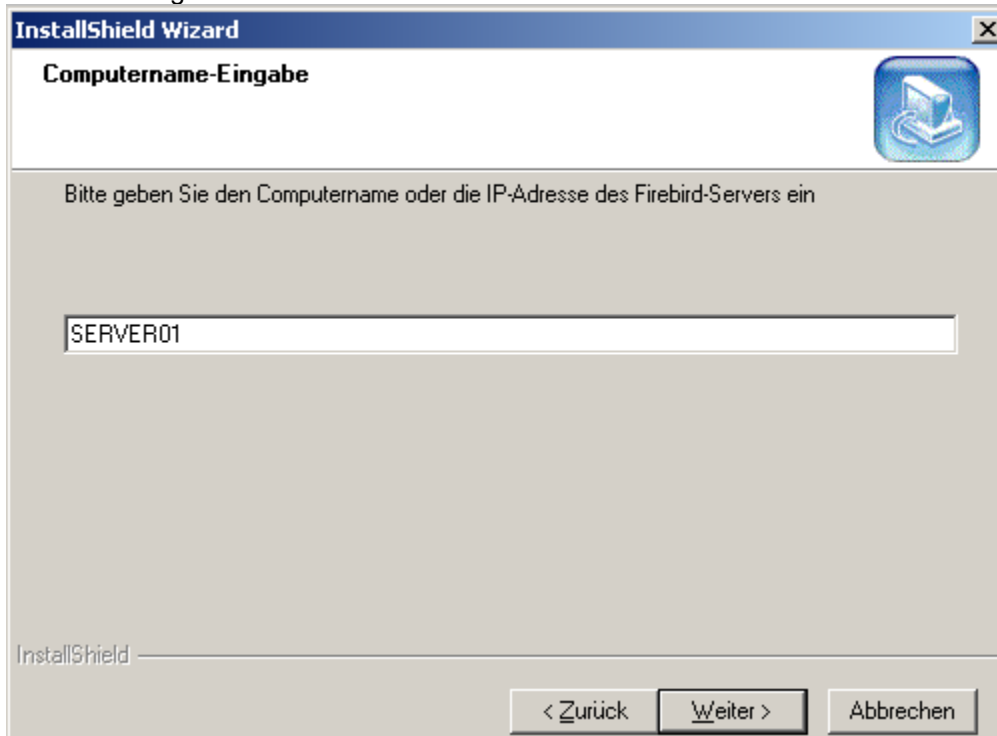 InstallShield Wizard
Computername-Eingabe
Bitte geben Sie den Computername oder die IP-Adresse des Firebird-Servers ein
SERVER01
InstallShield
< Zurück
Weiter >
Abbrechen